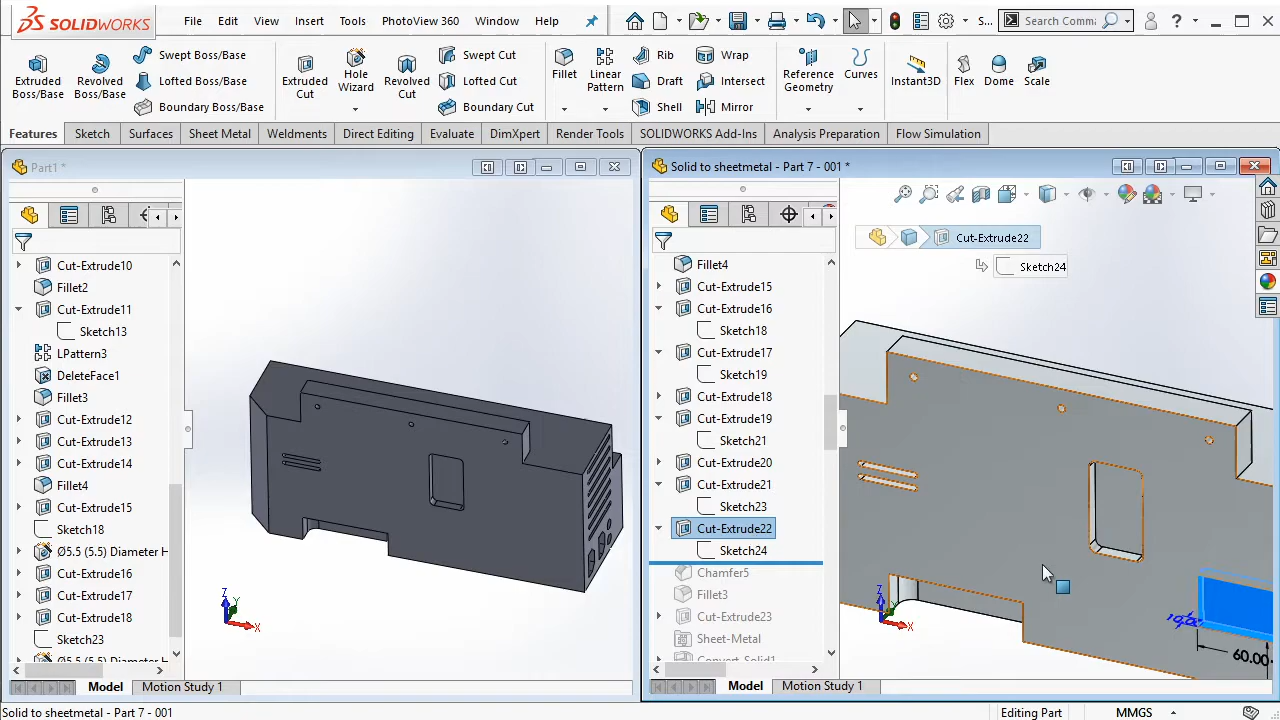 SOLIDWORKS
File Edit View Insert Tools PhotoView 360 Window Help
S...
Search Comma
Extruded Boss/Base
Revolved Boss/Base
Swept Boss/Base
Lofted Boss/Base
Boundary Boss/Base
Extruded Cut
Hole Wizard
Revolved Cut
Swept Cut
Lofted Cut
Boundary Cut
Fillet
Linear Pattern
Rib
Draft
Shell
Wrap
Intersect
Mirror
Reference Geometry
Curves
Instant3D
Flex
Dome
Scale
Features Sketch Surfaces Sheet Metal Weldments Direct Editing Evaluate DimXpert Render Tools SOLIDWORKS Add-Ins Analysis Preparation Flow Simulation
Part1 *
Cut-Extrude10
Fillet2
Cut-Extrude11
Sketch13
LPattern3
DeleteFace1
Fillet3
Cut-Extrude12
Cut-Extrude13
Cut-Extrude14
Fillet4
Cut-Extrude15
Sketch18
Ø5.5 (5.5) Diameter H
Cut-Extrude16
Cut-Extrude17
Cut-Extrude18
Sketch23
Ø5.5 (5.5) Diameter H
Z
X
Model Motion Study 1
Solid to sheetmetal - Part 7 - 001 *
Fillet4
Cut-Extrude15
Cut-Extrude16
Sketch18
Cut-Extrude17
Sketch19
Cut-Extrude18
Cut-Extrude19
Sketch21
Cut-Extrude20
Cut-Extrude21
Sketch23
Cut-Extrude22
Sketch24
Chamfer5
Fillet3
Cut-Extrude23
Sheet-Metal
Convert-Solid1
Cut-Extrude22
Sketch24
Z
X
60.00
Model Motion Study 1
Solid to sheetmetal - Part 7 - 001
Editing Part
MMGS